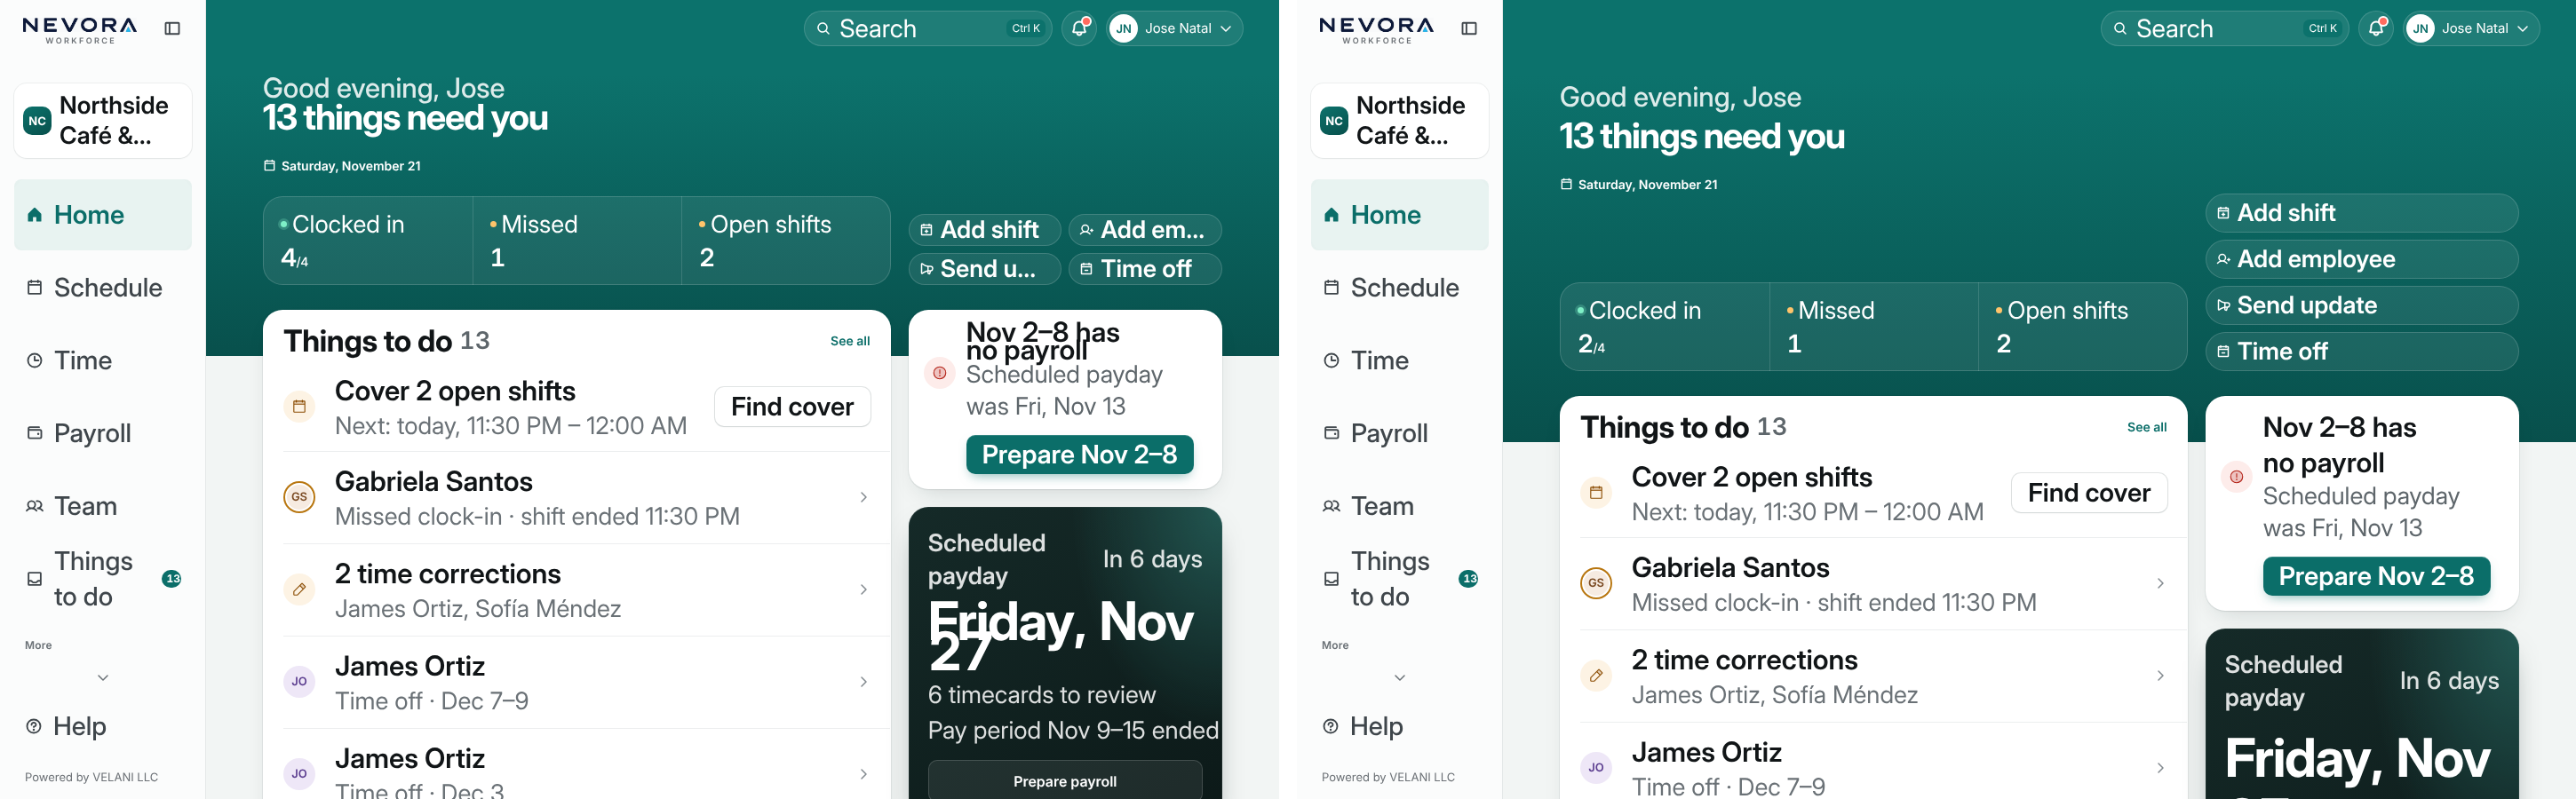 NEVORA
WORKFORCE
Northside
Café &...
NC
Home
Schedule
Time
Payroll
Team
Things
to do
13
More
Help
Powered by VELANI LLC
Search
Ctrl K
JN
Jose Natal
Good evening, Jose
13 things need you
Saturday, November 21
Clocked in
4/4
Missed
1
Open shifts
2
Add shift
Add em...
Send u...
Time off
Things to do 13
See all
Cover 2 open shifts
Next: today, 11:30 PM – 12:00 AM
Find cover
GS
Gabriela Santos
Missed clock-in · shift ended 11:30 PM
2 time corrections
James Ortiz, Sofía Méndez
JO
James Ortiz
Time off · Dec 7–9
JO
James Ortiz
Time off · Dec 3
Nov 2–8 has
no payroll
Scheduled payday
was Fri, Nov 13
Prepare Nov 2–8
Scheduled
payday
In 6 days
Friday, Nov
27
6 timecards to review
Pay period Nov 9–15 ended
Prepare payroll
NEVORA
WORKFORCE
Northside
Café &...
NC
Home
Schedule
Time
Payroll
Team
Things
to do
13
More
Help
Powered by VELANI LLC
Search
Ctrl K
JN
Jose Natal
Good evening, Jose
13 things need you
Saturday, November 21
Clocked in
2/4
Missed
1
Open shifts
2
Add shift
Add employee
Send update
Time off
Things to do 13
See all
Cover 2 open shifts
Next: today, 11:30 PM – 12:00 AM
Find cover
GS
Gabriela Santos
Missed clock-in · shift ended 11:30 PM
2 time corrections
James Ortiz, Sofía Méndez
JO
James Ortiz
Time off · Dec 7–9
Nov 2–8 has
no payroll
Scheduled payday
was Fri, Nov 13
Prepare Nov 2–8
Scheduled
payday
In 6 days
Friday, Nov